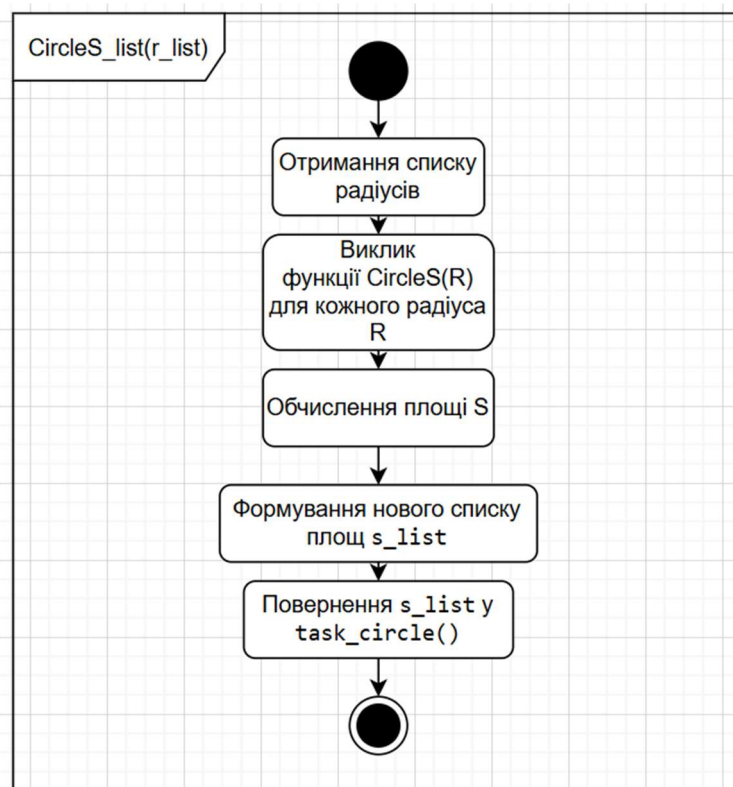 CircleS_list(r_list)
Отримання списку
радіусів
Виклик
функції CircleS(R)
для кожного радіуса
R
Обчислення площі S
Формування нового списку
площ s_list
Повернення s_list у
task_circle()